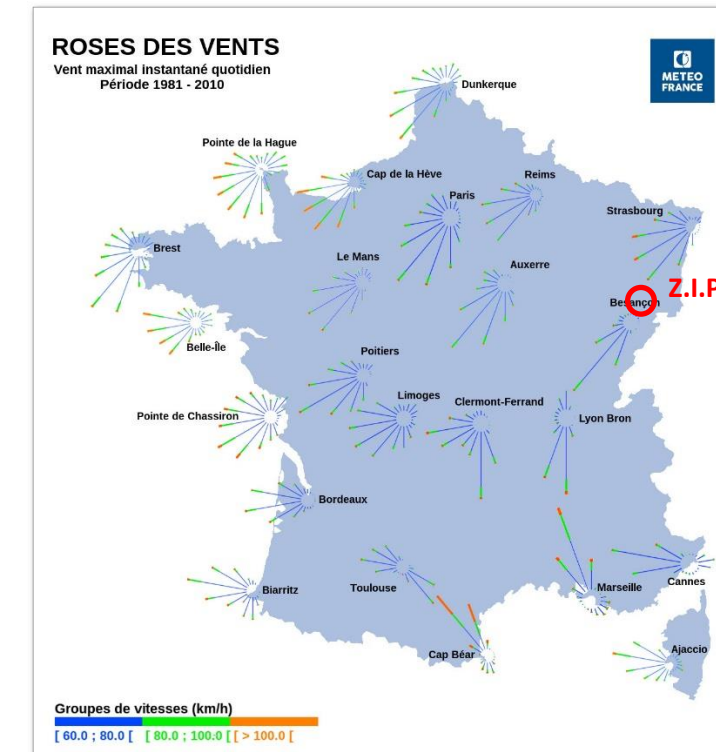 ROSES DES VENTS
Vent maximal instantané quotidien
Période 1981 - 2010
METEO
FRANCE
Dunkerque
Pointe de la Hague
Cap de la Hève
Reims
Paris
Strasbourg
Brest
Le Mans
Auxerre
Z.I.P
Besançon
Belle-Île
Poitiers
Limoges
Clermont-Ferrand
Pointe de Chassiron
Lyon Bron
Bordeaux
Biarritz
Toulouse
Marseille
Cannes
Cap Béar
Ajaccio
Groupes de vitesses (km/h)
[ 60.0 ; 80.0 [ [ 80.0 ; 100.0 [ [ > 100.0 [